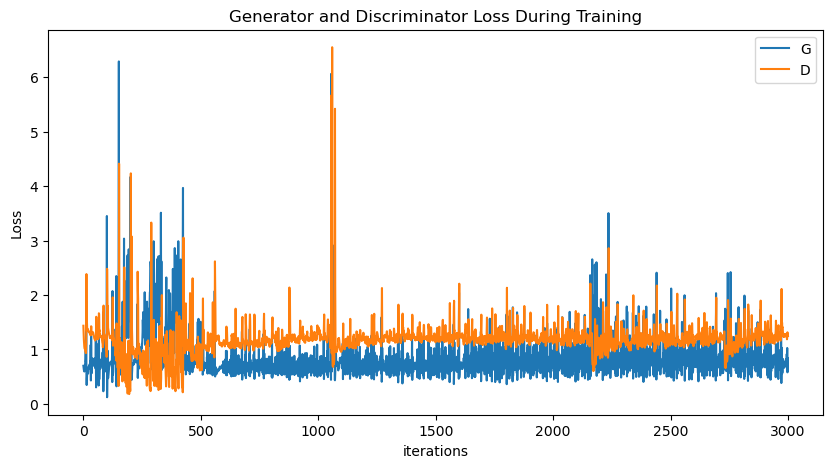 Generator and Discriminator Loss During Training
G
D
Loss
6
5
4
3
2
1
0
0
500
1000
1500
2000
2500
3000
iterations